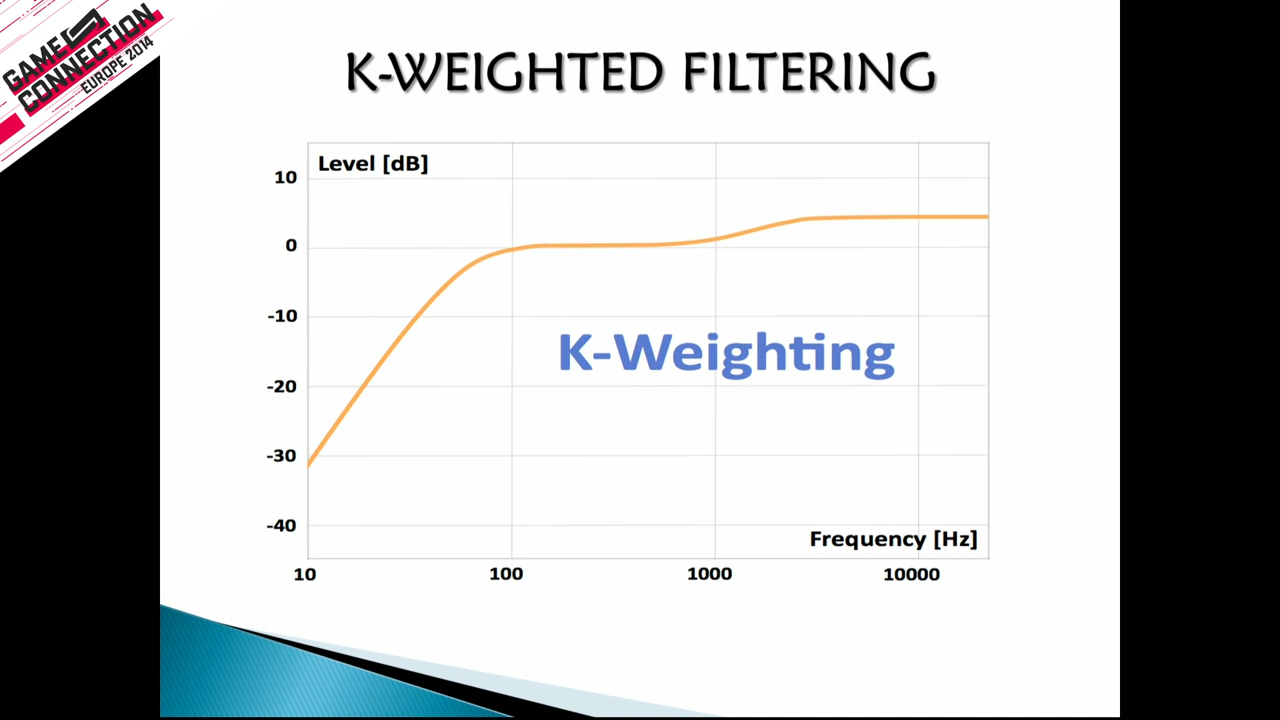 GAME
CONNECTION
EUROPE 2014
K-WEIGHTED FILTERING
Level [dB]
10
0
-10
K-Weighting
-20
-30
-40
Frequency [Hz]
10 100 1000 10000